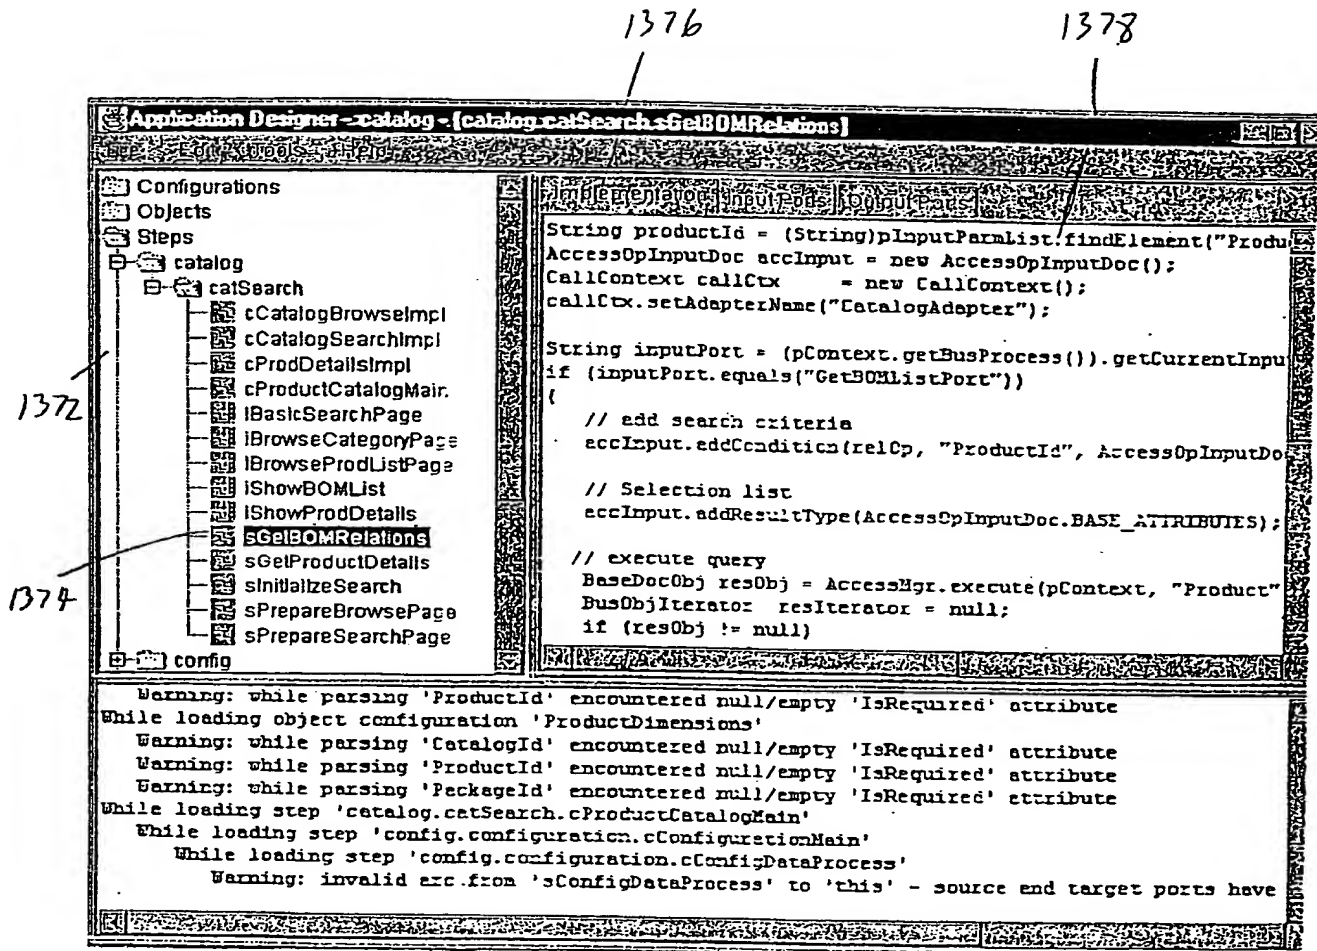 1376
1378
Application Designer - catalog - [catalog.catSearch.sGetBOMRelations]
Configurations
Objects
Steps
catalog
catSearch
cCatalogBrowseImpl
cCatalogSearchImpl
cProdDetailsImpl
cProductCatalogMain
lBasicSearchPage
lBrowseCategoryPage
lBrowseProdListPage
lShowBOMList
lShowProdDetails
sGetBOMRelations
sGetProductDetails
sInitializeSearch
sPrepareBrowsePage
sPrepareSearchPage
config
1372
1374
Implementation Input Pads Output Pads
String productId = (String)pInputParmList.findElement("Produ
AccessOpInputDoc accInput = new AccessOpInputDoc();
CallContext callCtx = new CallContext();
callCtx.setAdapterName("CatalogAdapter");
String inputPort = (pContext.getBusProcess()).getCurrentInpu
if (inputPort.equals("GetBOMListPort"))
{
// add search criteria
accInput.addCondition(relOp, "ProductId", AccessOpInputDo
// Selection list
accInput.addResultType(AccessOpInputDoc.BASE_ATTRIBUTES);
// execute query
BaseDocObj resObj = AccessMgr.execute(pContext, "Product"
BusObjIterator resIterator = null;
if (resObj != null)
Warning: while parsing 'ProductId' encountered null/empty 'IsRequired' attribute
While loading object configuration 'ProductDimensions'
Warning: while parsing 'CatalogId' encountered null/empty 'IsRequired' attribute
Warning: while parsing 'ProductId' encountered null/empty 'IsRequired' attribute
Warning: while parsing 'PackageId' encountered null/empty 'IsRequired' attribute
While loading step 'catalog.catSearch.cProductCatalogMain'
While loading step 'config.configuration.cConfigurationMain'
While loading step 'config.configuration.cConfigDataProcess'
Warning: invalid arc from 'sConfigDataProcess' to 'this' - source and target ports have